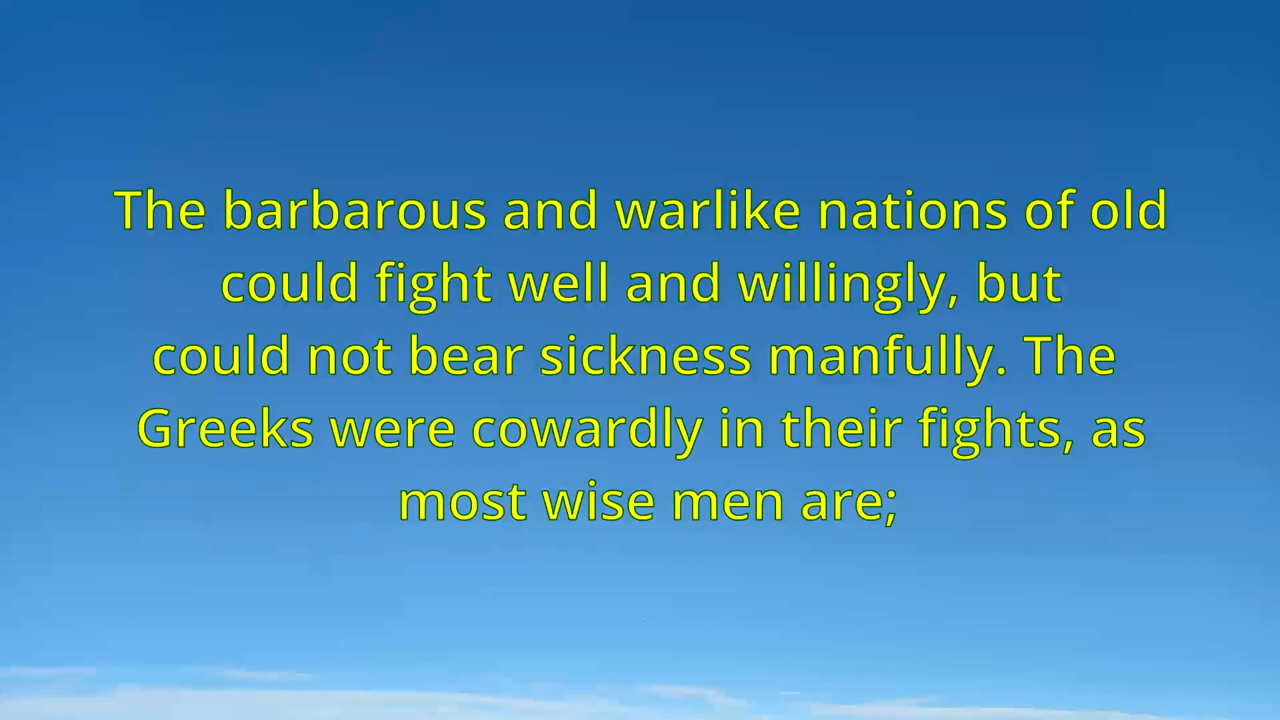 The barbarous and warlike nations of old
could fight well and willingly, but
could not bear sickness manfully. The
Greeks were cowardly in their fights, as
most wise men are;